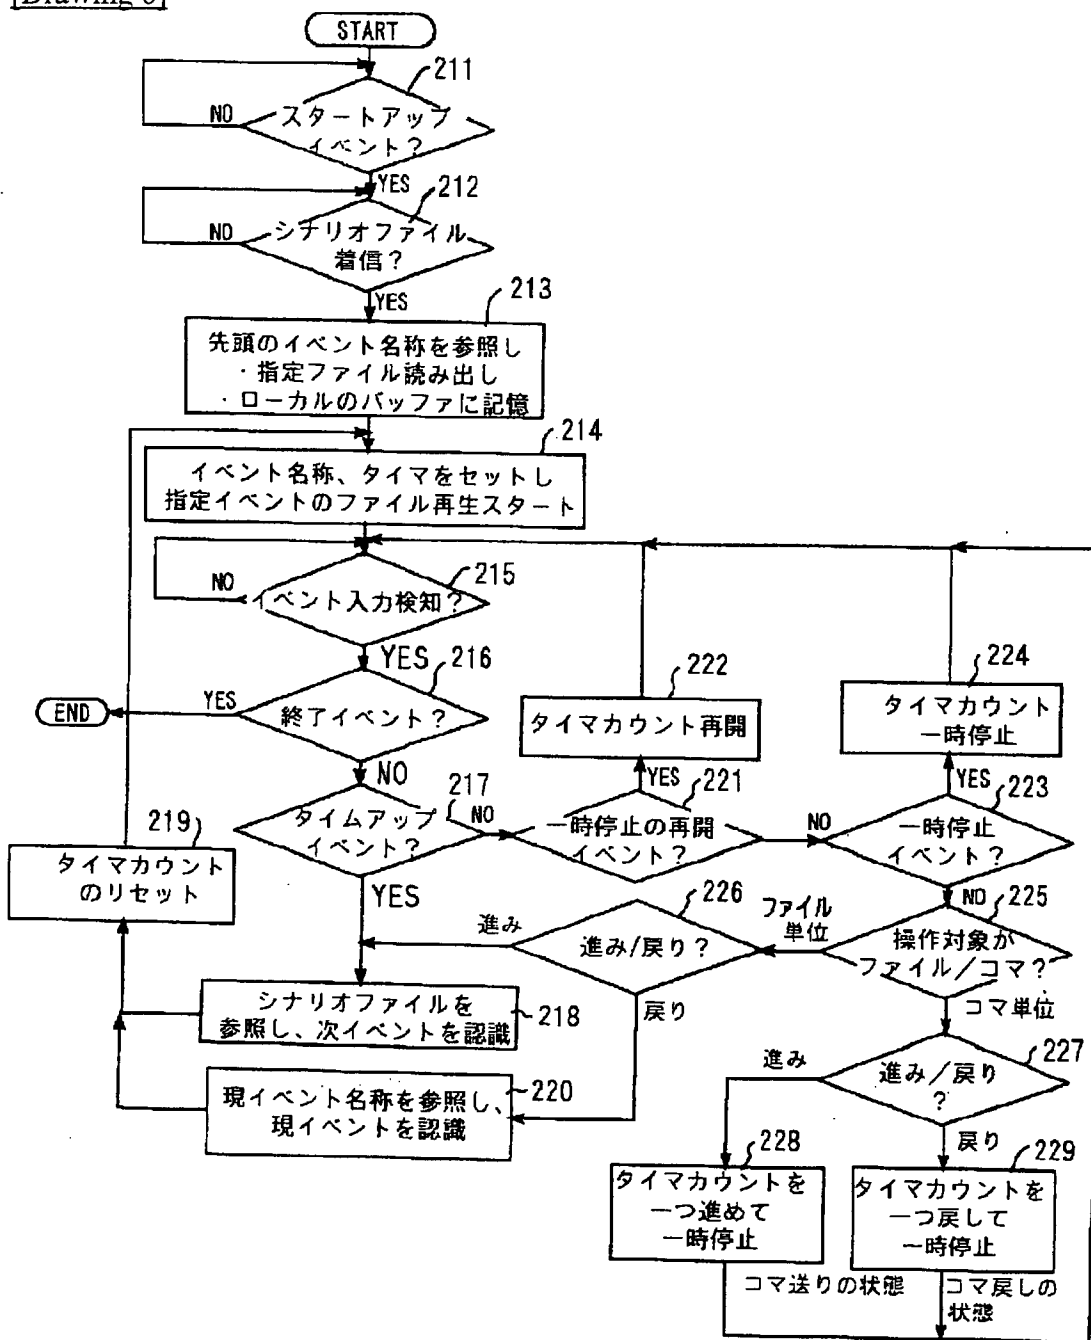 START
211
スタートアップ
イベント?
NO
YES
212
シナリオファイル
着信?
NO
YES
213
先頭のイベント名称を参照し
・指定ファイル読み出し
・ローカルのバッファに記憶
214
イベント名称、タイマをセットし
指定イベントのファイル再生スタート
215
NO
イベント入力検知?
YES
216
YES
終了イベント?
END
NO
217
タイムアップ
イベント?
NO
YES
222
タイマカウント再開
YES
221
一時停止の再開
イベント?
NO
224
タイマカウント
一時停止
YES
223
一時停止
イベント?
NO
225
操作対象が
ファイル/コマ?
ファイル
単位
コマ単位
226
進み/戻り?
進み
戻り
219
タイマカウント
のリセット
シナリオファイルを
参照し、次イベントを認識
218
220
現イベント名称を参照し、
現イベントを認識
227
進み/戻り
?
進み
戻り
228
タイマカウントを
一つ進めて
一時停止
コマ送りの状態
229
タイマカウントを
一つ戻して
一時停止
コマ戻しの
状態